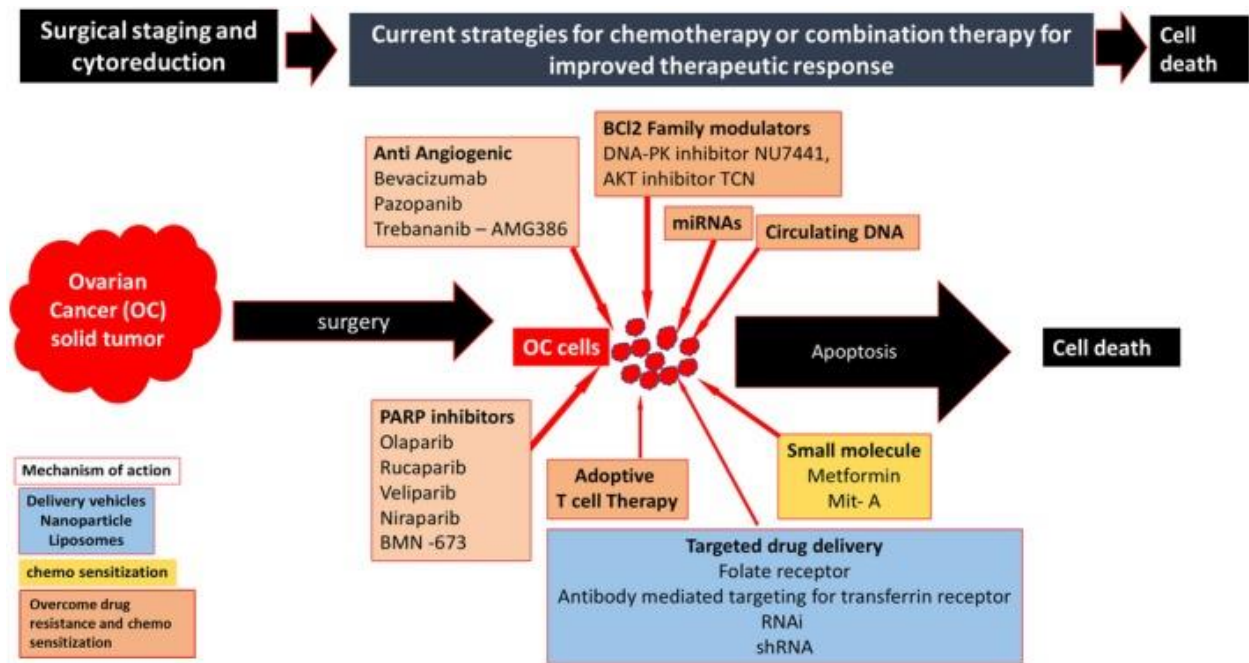 Surgical staging and
cytoreduction
Current strategies for chemotherapy or combination therapy for
improved therapeutic response
Cell
death
Anti Angiogenic
Bevacizumab
Pazopanib
Trebananib – AMG386
BCl2 Family modulators
DNA-PK inhibitor NU7441,
AKT inhibitor TCN
miRNAs
Circulating DNA
Ovarian
Cancer (OC)
solid tumor
surgery
OC cells
Apoptosis
Cell death
PARP inhibitors
Olaparib
Rucaparib
Veliparib
Niraparib
BMN -673
Adoptive
T cell Therapy
Small molecule
Metformin
Mit- A
Targeted drug delivery
Folate receptor
Antibody mediated targeting for transferrin receptor
RNAi
shRNA
Mechanism of action
Delivery vehicles
Nanoparticle
Liposomes
chemo sensitization
Overcome drug
resistance and chemo
sensitization